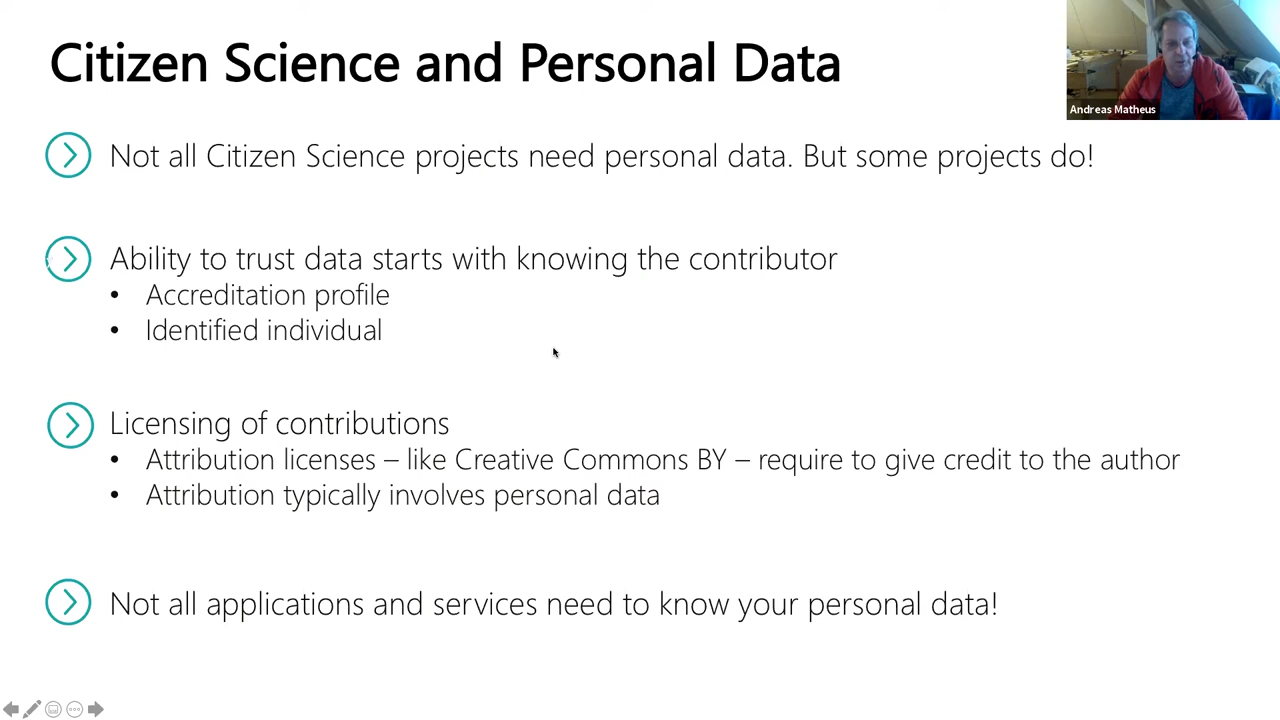 Citizen Science and Personal Data
Andreas Matheus
Not all Citizen Science projects need personal data. But some projects do!
Ability to trust data starts with knowing the contributor
• Accreditation profile
• Identified individual
Licensing of contributions
• Attribution licenses – like Creative Commons BY – require to give credit to the author
• Attribution typically involves personal data
Not all applications and services need to know your personal data!